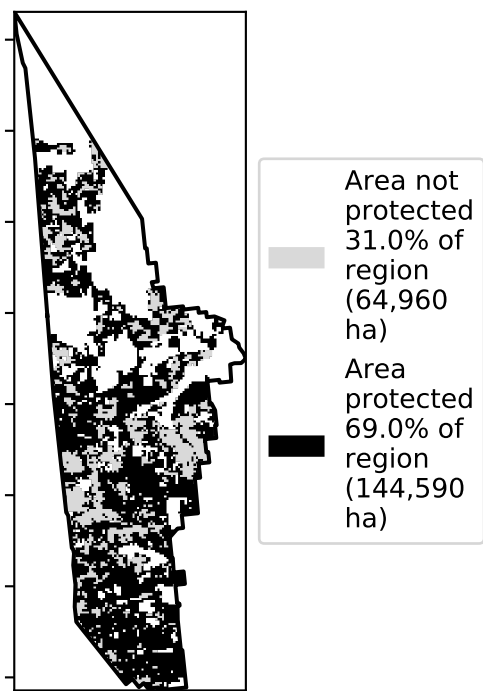 Area not
protected
31.0% of
region
(64,960
ha)
Area
protected
69.0% of
region
(144,590
ha)